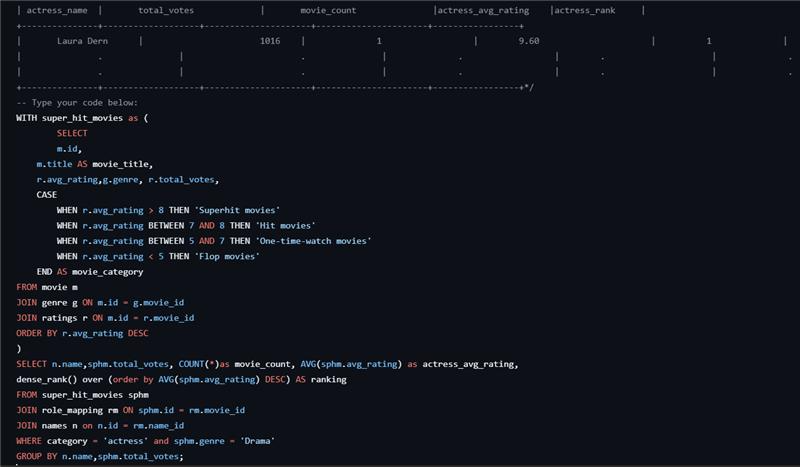 | actress_name | total_votes | movie_count |actress_avg_rating |actress_rank |
+---------------+-------------------+---------------------+----------------------+-----------------+
| Laura Dern | 1016 | 1 | 9.60 | 1 |
| . | . | . | . | .
| . | . | . | . | .
+---------------+-------------------+---------------------+----------------------+-----------------+*/
-- Type your code below:
WITH super_hit_movies as (
SELECT
m.id,
m.title AS movie_title,
r.avg_rating,g.genre, r.total_votes,
CASE
WHEN r.avg_rating > 8 THEN 'Superhit movies'
WHEN r.avg_rating BETWEEN 7 AND 8 THEN 'Hit movies'
WHEN r.avg_rating BETWEEN 5 AND 7 THEN 'One-time-watch movies'
WHEN r.avg_rating < 5 THEN 'Flop movies'
END AS movie_category
FROM movie m
JOIN genre g ON m.id = g.movie_id
JOIN ratings r ON m.id = r.movie_id
ORDER BY r.avg_rating DESC
)
SELECT n.name,sphm.total_votes, COUNT(*)as movie_count, AVG(sphm.avg_rating) as actress_avg_rating,
dense_rank() over (order by AVG(sphm.avg_rating) DESC) AS ranking
FROM super_hit_movies sphm
JOIN role_mapping rm ON sphm.id = rm.movie_id
JOIN names n on n.id = rm.name_id
WHERE category = 'actress' and sphm.genre = 'Drama'
GROUP BY n.name,sphm.total_votes;